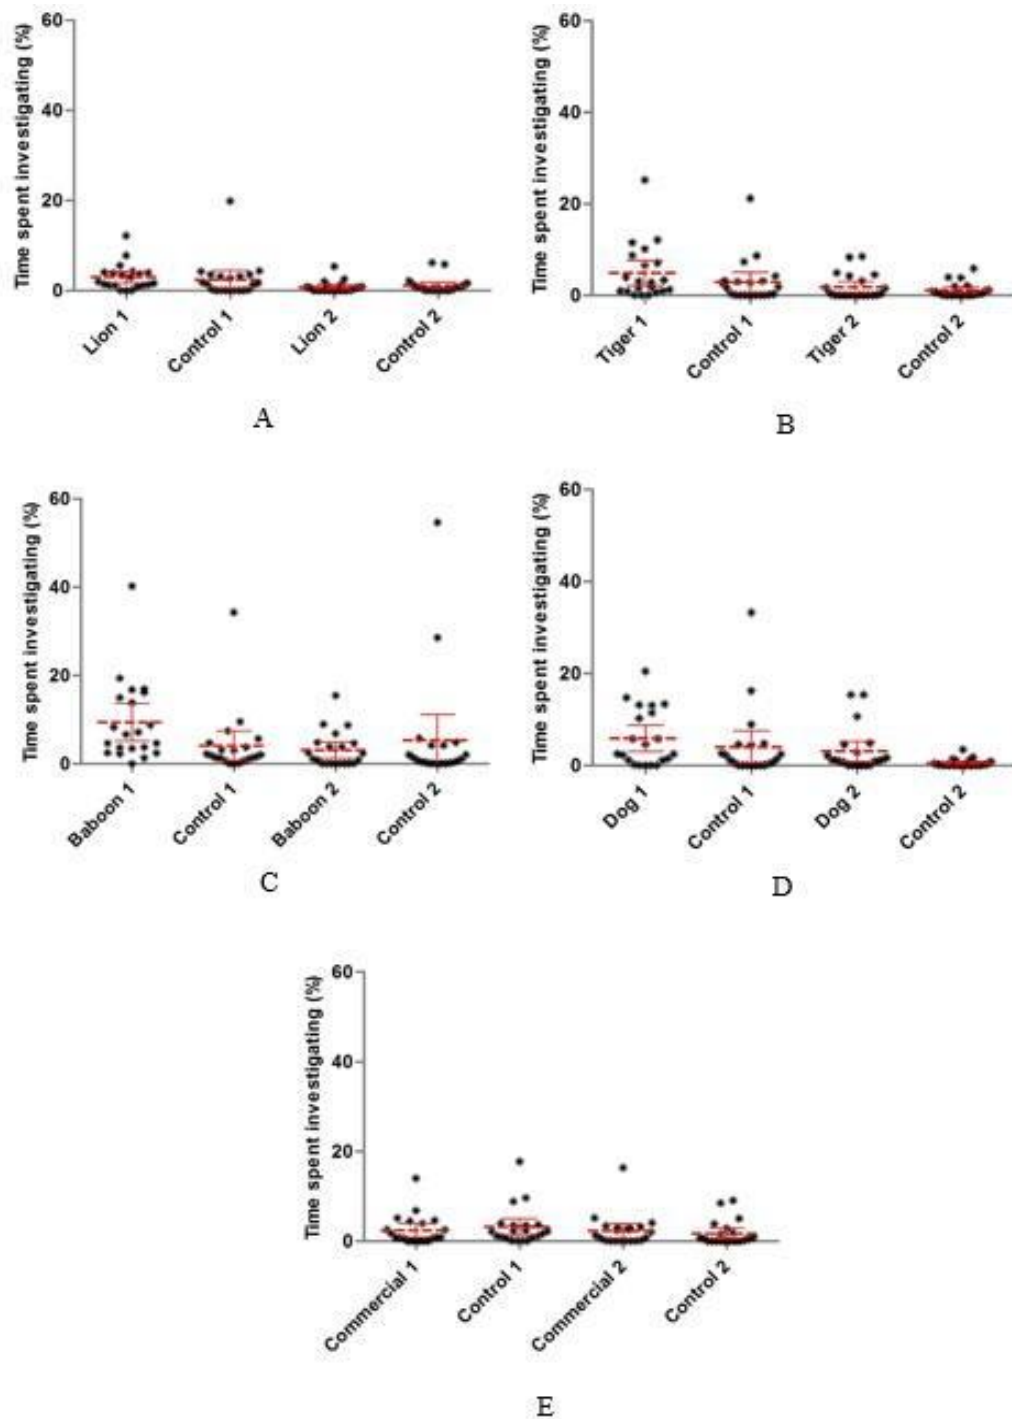 Time spent investigating (%)
60
40
20
0
Lion 1
Control 1
Lion 2
Control 2
A
Time spent investigating (%)
60
40
20
0
Tiger 1
Control 1
Tiger 2
Control 2
B
Time spent investigating (%)
60
40
20
0
Baboon 1
Control 1
Baboon 2
Control 2
C
Time spent investigating (%)
60
40
20
0
Dog 1
Control 1
Dog 2
Control 2
D
Time spent investigating (%)
60
40
20
0
Commercial 1
Control 1
Commercial 2
Control 2
E